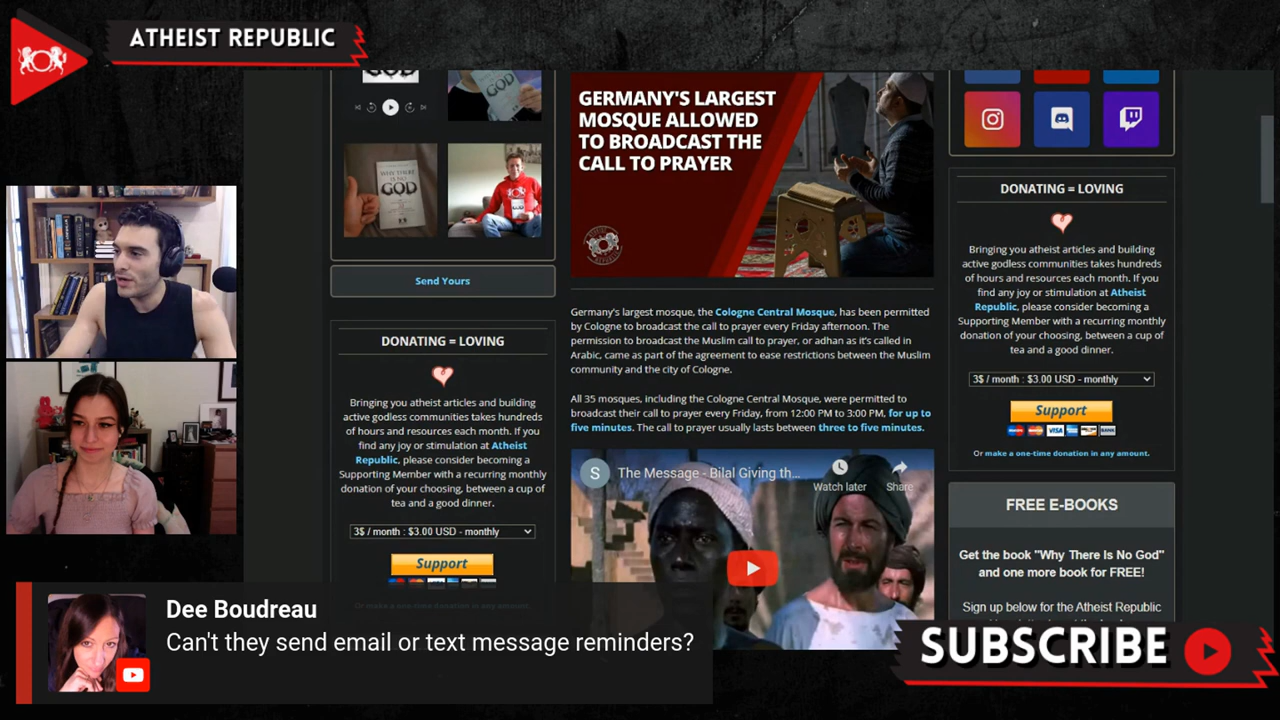 ATHEIST REPUBLIC
GOD
GOD
WHY THERE
IS NO
GOD
Send Yours
DONATING = LOVING
Bringing you atheist articles and building
active godless communities takes hundreds
of hours and resources each month. If you
find any joy or stimulation at Atheist
Republic, please consider becoming a
Supporting Member with a recurring monthly
donation of your choosing, between a cup of
tea and a good dinner.
3$ / month : $3.00 USD - monthly
Support
Or make a one-time donation in any amount.
GERMANY'S LARGEST
MOSQUE ALLOWED
TO BROADCAST THE
CALL TO PRAYER
Germany's largest mosque, the Cologne Central Mosque, has been permitted
by Cologne to broadcast the call to prayer every Friday afternoon. The
permission to broadcast the Muslim call to prayer, or adhan as it's called in
Arabic, came as part of the agreement to ease restrictions between the Muslim
community and the city of Cologne.
All 35 mosques, including the Cologne Central Mosque, were permitted to
broadcast their call to prayer every Friday, from 12:00 PM to 3:00 PM, for up to
five minutes. The call to prayer usually lasts between three to five minutes.
S
The Message - Bilal Giving th...
Watch later
Share
DONATING = LOVING
Bringing you atheist articles and building
active godless communities takes hundreds
of hours and resources each month. If you
find any joy or stimulation at Atheist
Republic, please consider becoming a
Supporting Member with a recurring monthly
donation of your choosing, between a cup of
tea and a good dinner.
3$ / month : $3.00 USD - monthly
Support
VISA
BANK
Or make a one-time donation in any amount.
FREE E-BOOKS
Get the book "Why There Is No God"
and one more book for FREE!
Sign up below for the Atheist Republic
Dee Boudreau
Can't they send email or text message reminders?
SUBSCRIBE